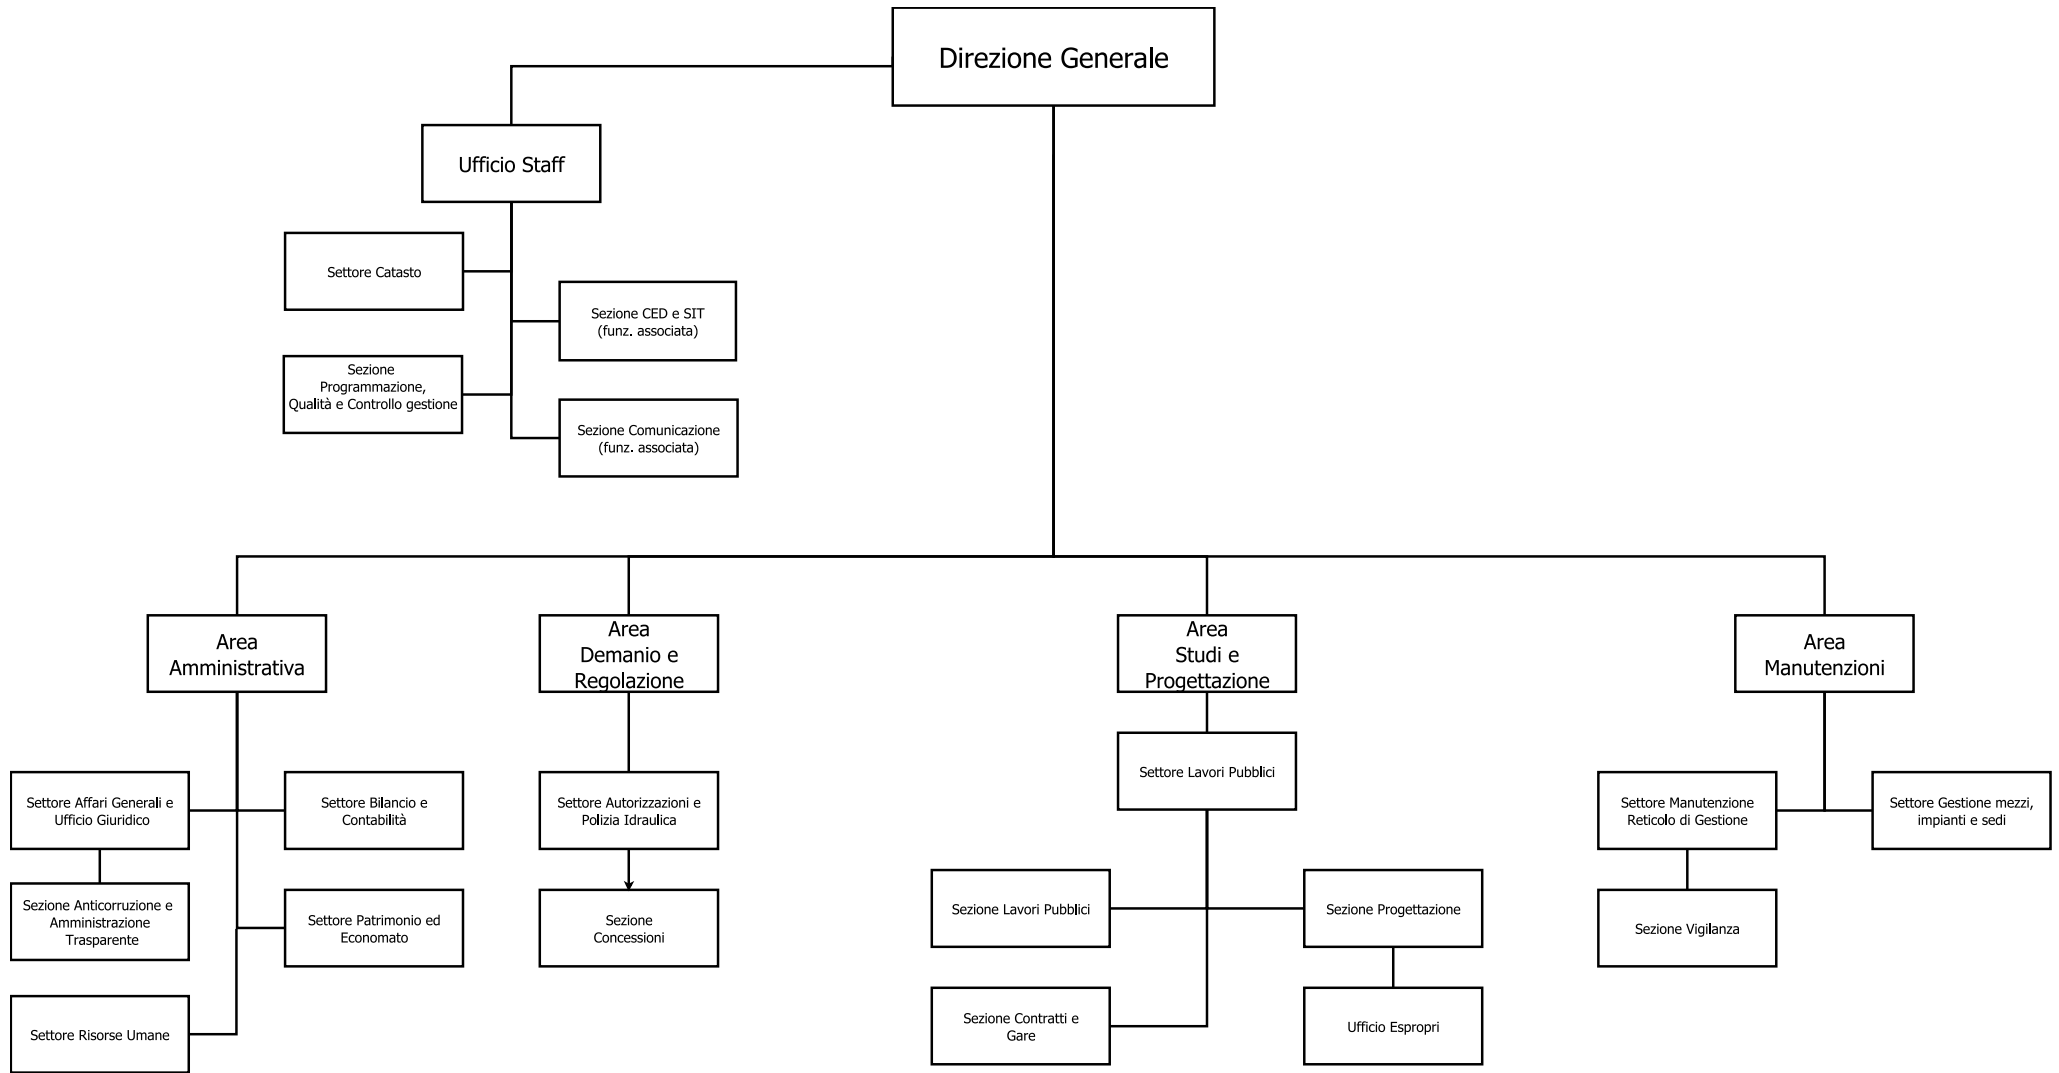 Direzione Generale
Ufficio Staff
Settore Catasto
Sezione CED e SIT
(funz. associata)
Sezione
Programmazione,
Qualità e Controllo gestione
Sezione Comunicazione
(funz. associata)
Area
Amministrativa
Area
Demanio e
Regolazione
Area
Studi e
Progettazione
Area
Manutenzioni
Settore Lavori Pubblici
Settore Affari Generali e
Ufficio Giuridico
Settore Bilancio e
Contabilità
Settore Autorizzazioni e
Polizia Idraulica
Settore Manutenzione
Reticolo di Gestione
Settore Gestione mezzi,
impianti e sedi
Sezione Anticorruzione e
Amministrazione
Trasparente
Settore Patrimonio ed
Economato
Sezione
Concessioni
Sezione Lavori Pubblici
Sezione Progettazione
Sezione Vigilanza
Settore Risorse Umane
Sezione Contratti e
Gare
Ufficio Espropri